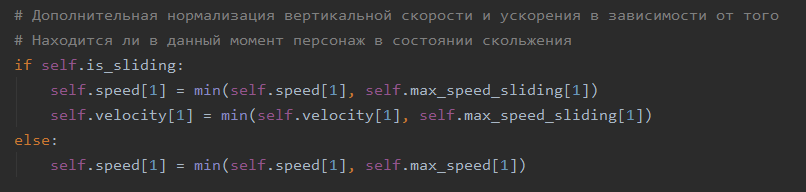 # Дополнительная нормализация вертикальной скорости и ускорения в зависимости от того
# Находится ли в данный момент персонаж в состоянии скольжения
if self.is_sliding:
    self.speed[1] = min(self.speed[1], self.max_speed_sliding[1])
    self.velocity[1] = min(self.velocity[1], self.max_speed_sliding[1])
else:
    self.speed[1] = min(self.speed[1], self.max_speed[1])